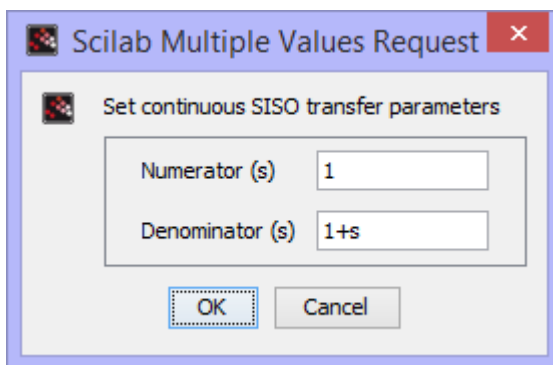 Scilab Multiple Values Request
Set continuous SISO transfer parameters
Numerator (s) 1
Denominator (s) 1+s
OK Cancel